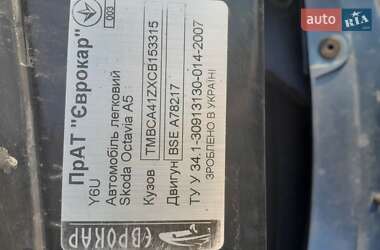 003
ПрАТ "Єврокар"
Y6U
Автомобіль легковий
Skoda Octavia A5
Кузов TMBCA41ZXCB153315
Двигун BSE A78217
ТУ У 34.1-30913130-014-2007
ЗРОБЛЕНО В УКРАЇНІ
ЄВРОКАР
auto RIA